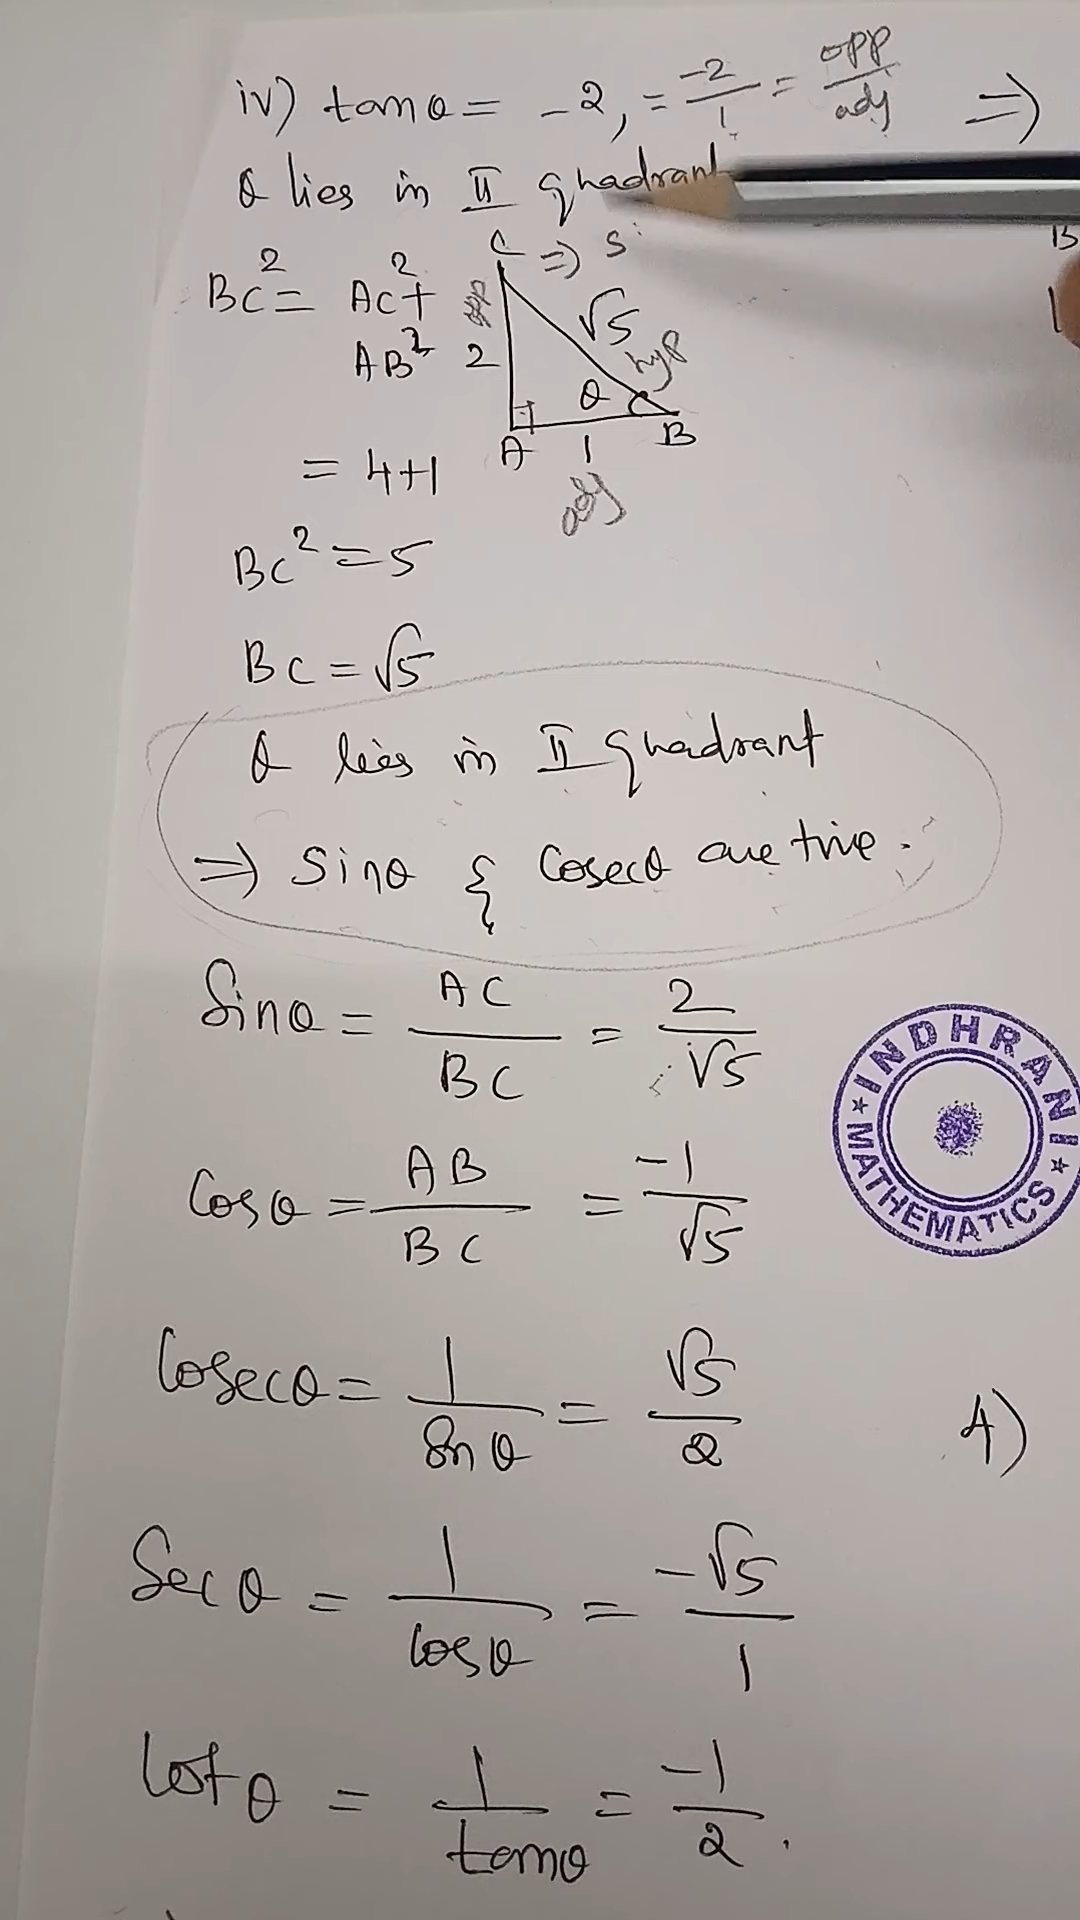 iv) tanθ = -2, = -2/1 = opp/adj ⇒
θ lies in II quadrant
C ⇒ S
BC² = AC² +
AB²
opp
2
√5
hyp
θ
A
1
B
adj
= 4+1
BC² = 5
BC = √5
θ lies in II quadrant
⇒ Sinθ & Cosecθ are +ive.
Sinθ = AC/BC = 2/√5
Cosθ = AB/BC = -1/√5
Cosecθ = 1/Sinθ = √5/2
4)
Secθ = 1/Cosθ = -√5/1
Cotθ = 1/tanθ = -1/2.
INDHRANI
MATHEMATICS
B